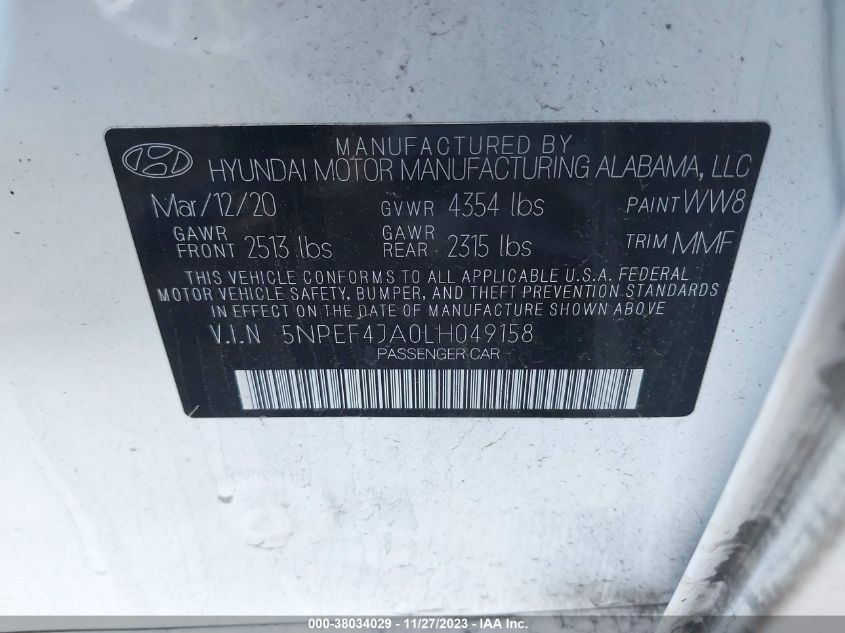 MANUFACTURED BY
HYUNDAI MOTOR MANUFACTURING ALABAMA, LLC
Mar/12/20 GVWR 4354 lbs PAINT WW8
GAWR FRONT 2513 lbs GAWR REAR 2315 lbs TRIM MMF
THIS VEHICLE CONFORMS TO ALL APPLICABLE U.S.A. FEDERAL
MOTOR VEHICLE SAFETY, BUMPER, AND THEFT PREVENTION STANDARDS
IN EFFECT ON THE DATE OF MANUFACTURE SHOWN ABOVE
V.I.N 5NPEF4JA0LH049158
PASSENGER CAR
000-38034029 - 11/27/2023 - IAA Inc.